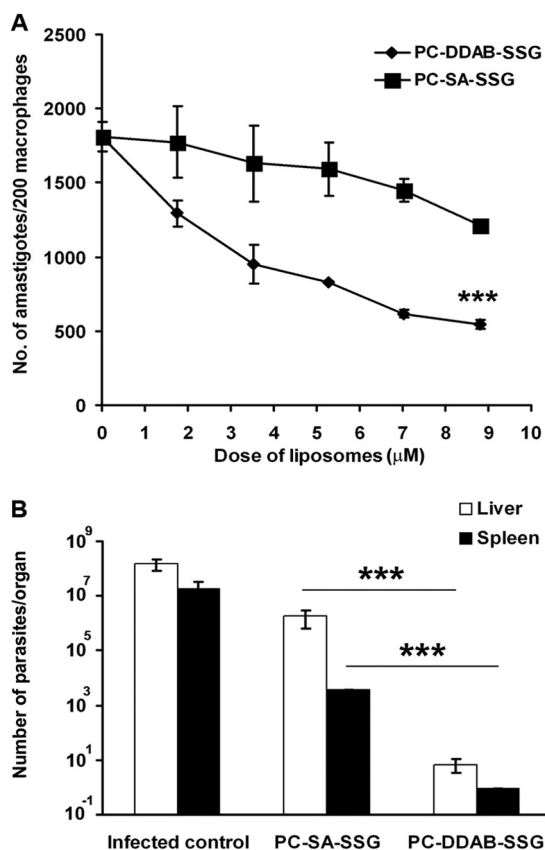 A
2500
2000
1500
1000
500
0
No. of amastigotes/200 macrophages
PC-DDAB-SSG
PC-SA-SSG
***
0 1 2 3 4 5 6 7 8 9 10
Dose of liposomes (μM)
B
Liver
Spleen
10^9
10^7
10^5
10^3
10^1
10^-1
Number of parasites/organ
***
***
Infected control PC-SA-SSG PC-DDAB-SSG